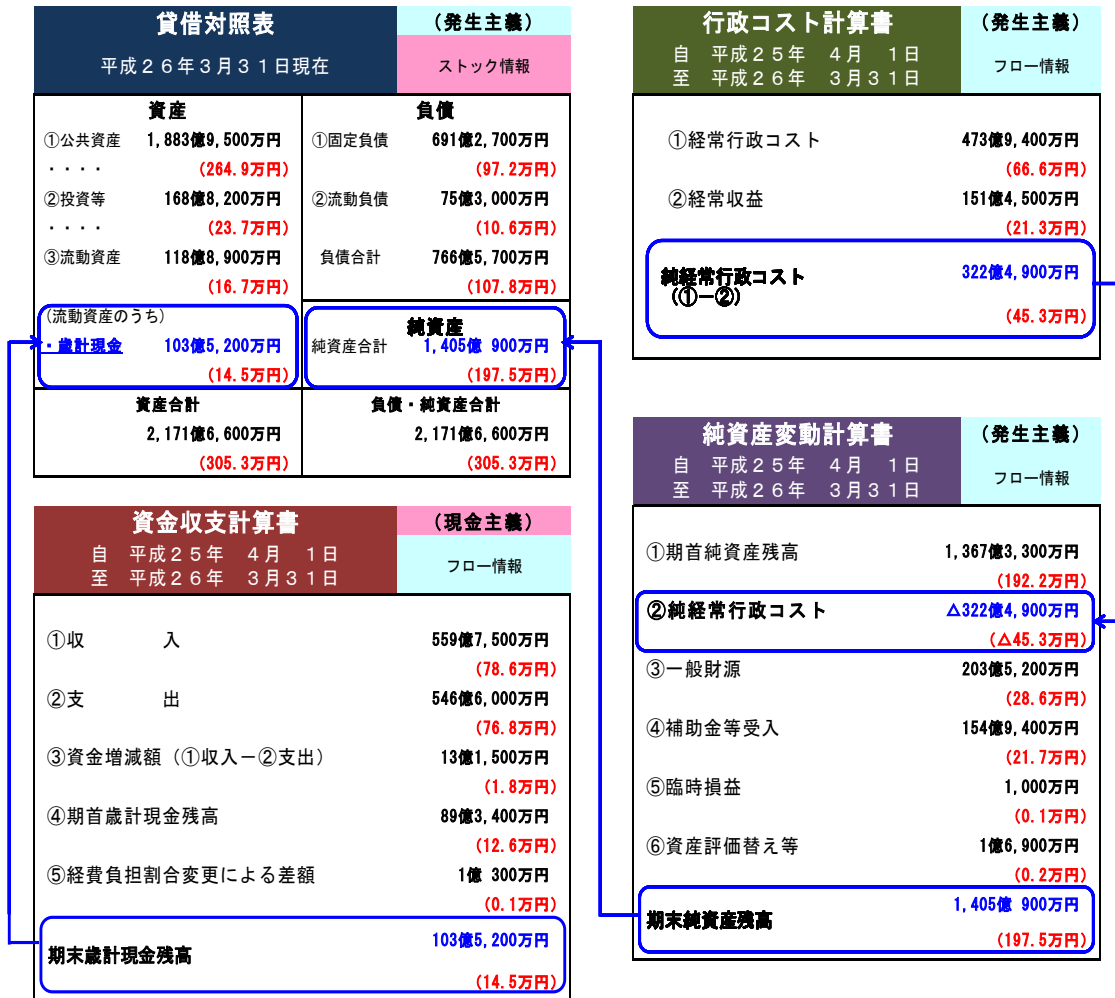 貸借対照表
(発生主義)
平成26年3月31日現在
ストック情報
資産
負債
①公共資産 1,883億9,500万円 ①固定負債 691億2,700万円
・・・・ (264.9万円) (97.2万円)
②投資等 168億8,200万円 ②流動負債 75億3,000万円
・・・・ (23.7万円) (10.6万円)
③流動資産 118億8,900万円 負債合計 766億5,700万円
(16.7万円) (107.8万円)
(流動資産のうち) 純資産
・歳計現金 103億5,200万円 純資産合計 1,405億 900万円
(14.5万円) (197.5万円)
資産合計 負債・純資産合計
2,171億6,600万円 2,171億6,600万円
(305.3万円) (305.3万円)
行政コスト計算書
(発生主義)
自 平成25年 4月 1日
至 平成26年 3月31日
フロー情報
①経常行政コスト 473億9,400万円
(66.6万円)
②経常収益 151億4,500万円
(21.3万円)
純経常行政コスト 322億4,900万円
(①-②)
(45.3万円)
資金収支計算書
(現金主義)
自 平成25年 4月 1日
至 平成26年 3月31日
フロー情報
①収 入 559億7,500万円
(78.6万円)
②支 出 546億6,000万円
(76.8万円)
③資金増減額(①収入-②支出) 13億1,500万円
(1.8万円)
④期首歳計現金残高 89億3,400万円
(12.6万円)
⑤経費負担割合変更による差額 1億 300万円
(0.1万円)
期末歳計現金残高 103億5,200万円
(14.5万円)
純資産変動計算書
(発生主義)
自 平成25年 4月 1日
至 平成26年 3月31日
フロー情報
①期首純資産残高 1,367億3,300万円
(192.2万円)
②純経常行政コスト △322億4,900万円
(△45.3万円)
③一般財源 203億5,200万円
(28.6万円)
④補助金等受入 154億9,400万円
(21.7万円)
⑤臨時損益 1,000万円
(0.1万円)
⑥資産評価替え等 1億6,900万円
(0.2万円)
期末純資産残高 1,405億 900万円
(197.5万円)